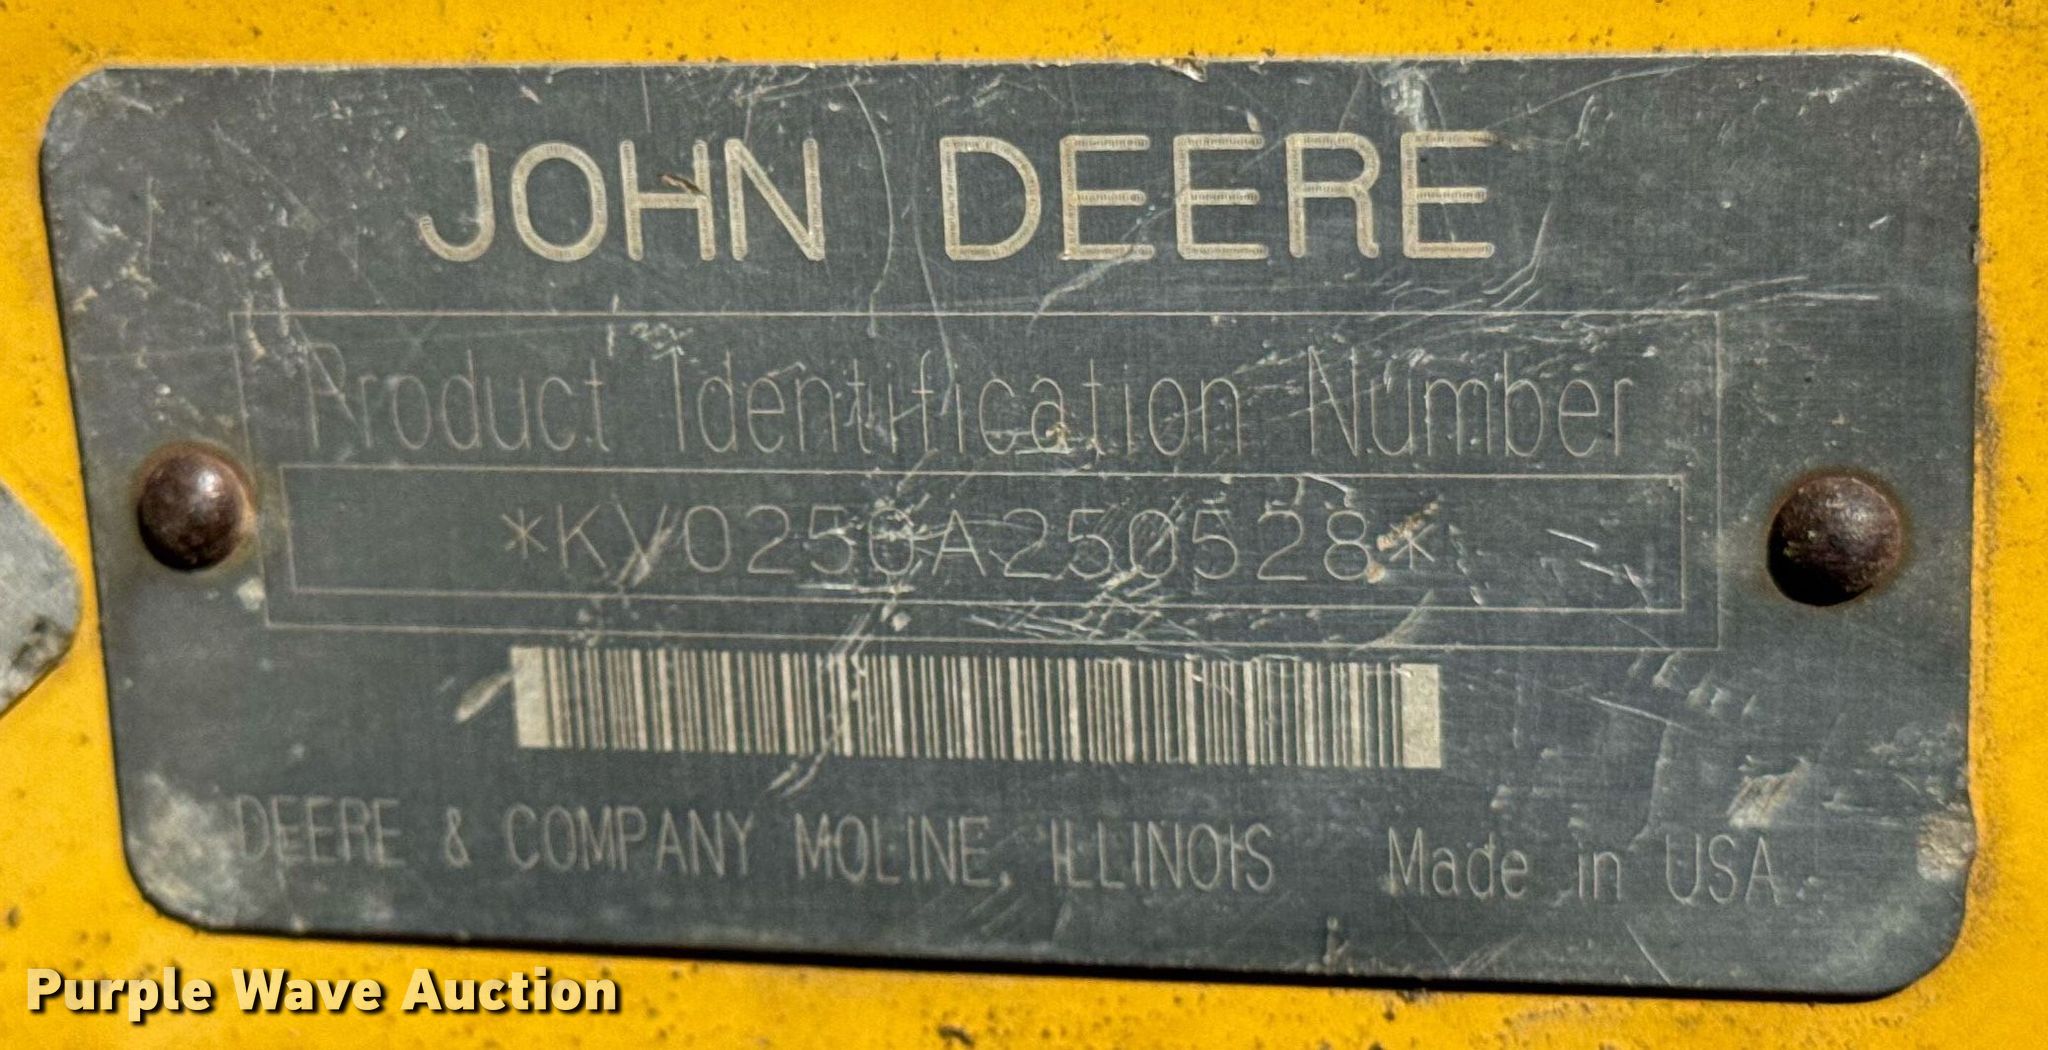 JOHN DEERE
Product Identification Number
*KV0250A250528*
DEERE & COMPANY MOLINE, ILLINOIS Made in USA
Purple Wave Auction